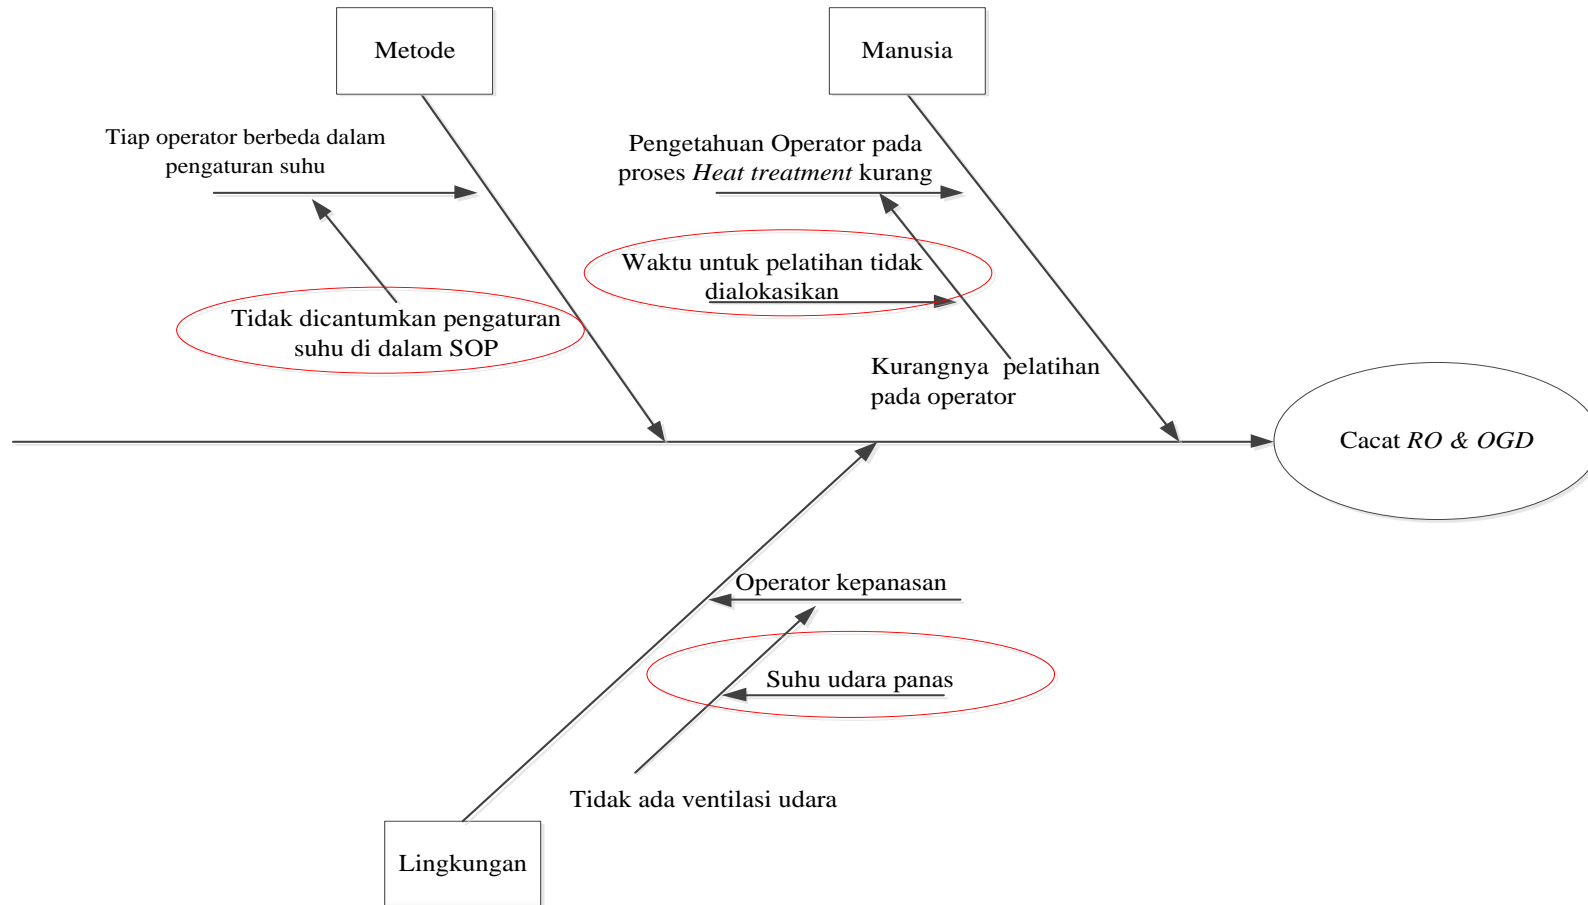 Metode
Manusia
Tiap operator berbeda dalam
pengaturan suhu
Pengetahuan Operator pada
proses Heat treatment kurang
Waktu untuk pelatihan tidak
dialokasikan
Tidak dicantumkan pengaturan
suhu di dalam SOP
Kurangnya pelatihan
pada operator
Cacat RO & OGD
Operator kepanasan
Suhu udara panas
Tidak ada ventilasi udara
Lingkungan